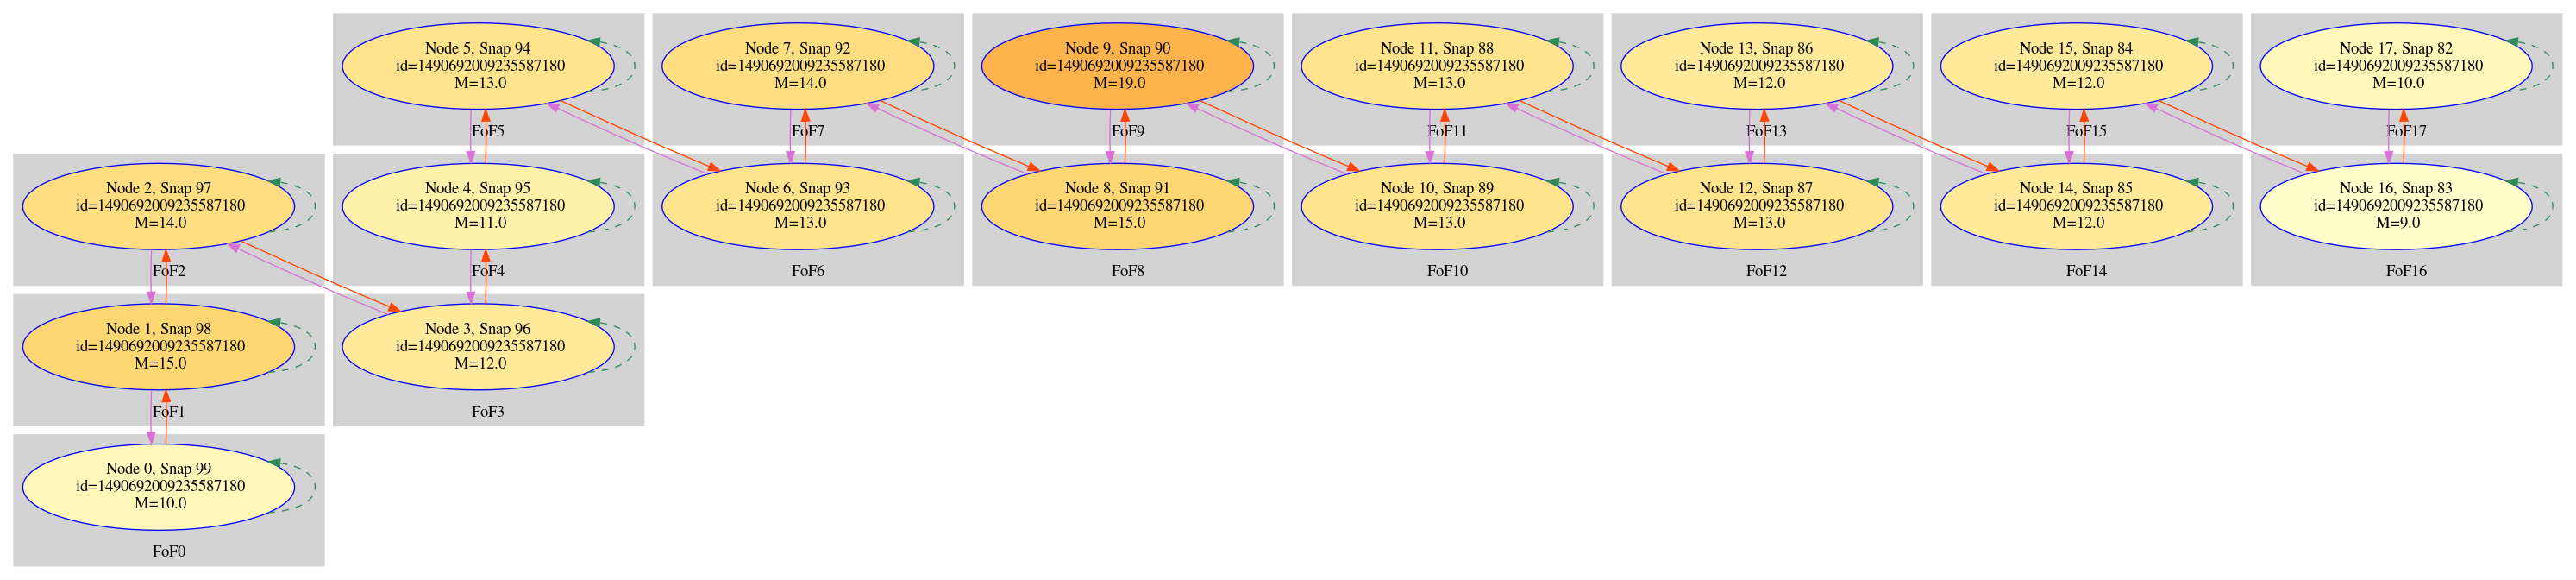 Node 5, Snap 94
id=1490692009235587180
M=13.0
FoF5
Node 7, Snap 92
id=1490692009235587180
M=14.0
FoF7
Node 9, Snap 90
id=1490692009235587180
M=19.0
FoF9
Node 11, Snap 88
id=1490692009235587180
M=13.0
FoF11
Node 13, Snap 86
id=1490692009235587180
M=12.0
FoF13
Node 15, Snap 84
id=1490692009235587180
M=12.0
FoF15
Node 17, Snap 82
id=1490692009235587180
M=10.0
FoF17
Node 2, Snap 97
id=1490692009235587180
M=14.0
FoF2
Node 4, Snap 95
id=1490692009235587180
M=11.0
FoF4
Node 6, Snap 93
id=1490692009235587180
M=13.0
FoF6
Node 8, Snap 91
id=1490692009235587180
M=15.0
FoF8
Node 10, Snap 89
id=1490692009235587180
M=13.0
FoF10
Node 12, Snap 87
id=1490692009235587180
M=13.0
FoF12
Node 14, Snap 85
id=1490692009235587180
M=12.0
FoF14
Node 16, Snap 83
id=1490692009235587180
M=9.0
FoF16
Node 1, Snap 98
id=1490692009235587180
M=15.0
FoF1
Node 3, Snap 96
id=1490692009235587180
M=12.0
FoF3
Node 0, Snap 99
id=1490692009235587180
M=10.0
FoF0